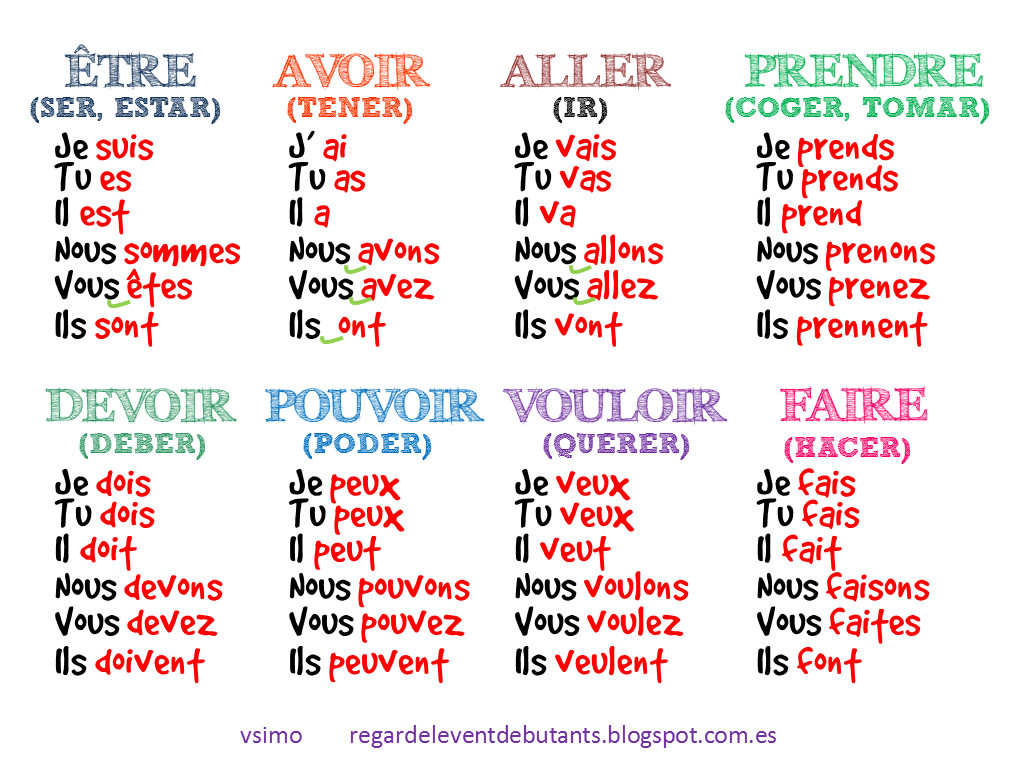 ÊTRE
(SER, ESTAR)
Je suis
Tu es
Il est
Nous sommes
Vous êtes
Ils sont
AVOIR
(TENER)
J' ai
Tu as
Il a
Nous avons
Vous avez
Ils ont
ALLER
(IR)
Je vais
Tu vas
Il va
Nous allons
Vous allez
Ils vont
PRENDRE
(COGER, TOMAR)
Je prends
Tu prends
Il prend
Nous prenons
Vous prenez
Ils prennent
DEVOIR
(DEBER)
Je dois
Tu dois
Il doit
Nous devons
Vous devez
Ils doivent
POUVOIR
(PODER)
Je peux
Tu peux
Il peut
Nous pouvons
Vous pouvez
Ils peuvent
VOULOIR
(QUERER)
Je veux
Tu veux
Il veut
Nous voulons
Vous voulez
Ils veulent
FAIRE
(HACER)
Je fais
Tu fais
Il fait
Nous faisons
Vous faites
Ils font
vsimo regardeleventdebutants.blogspot.com.es